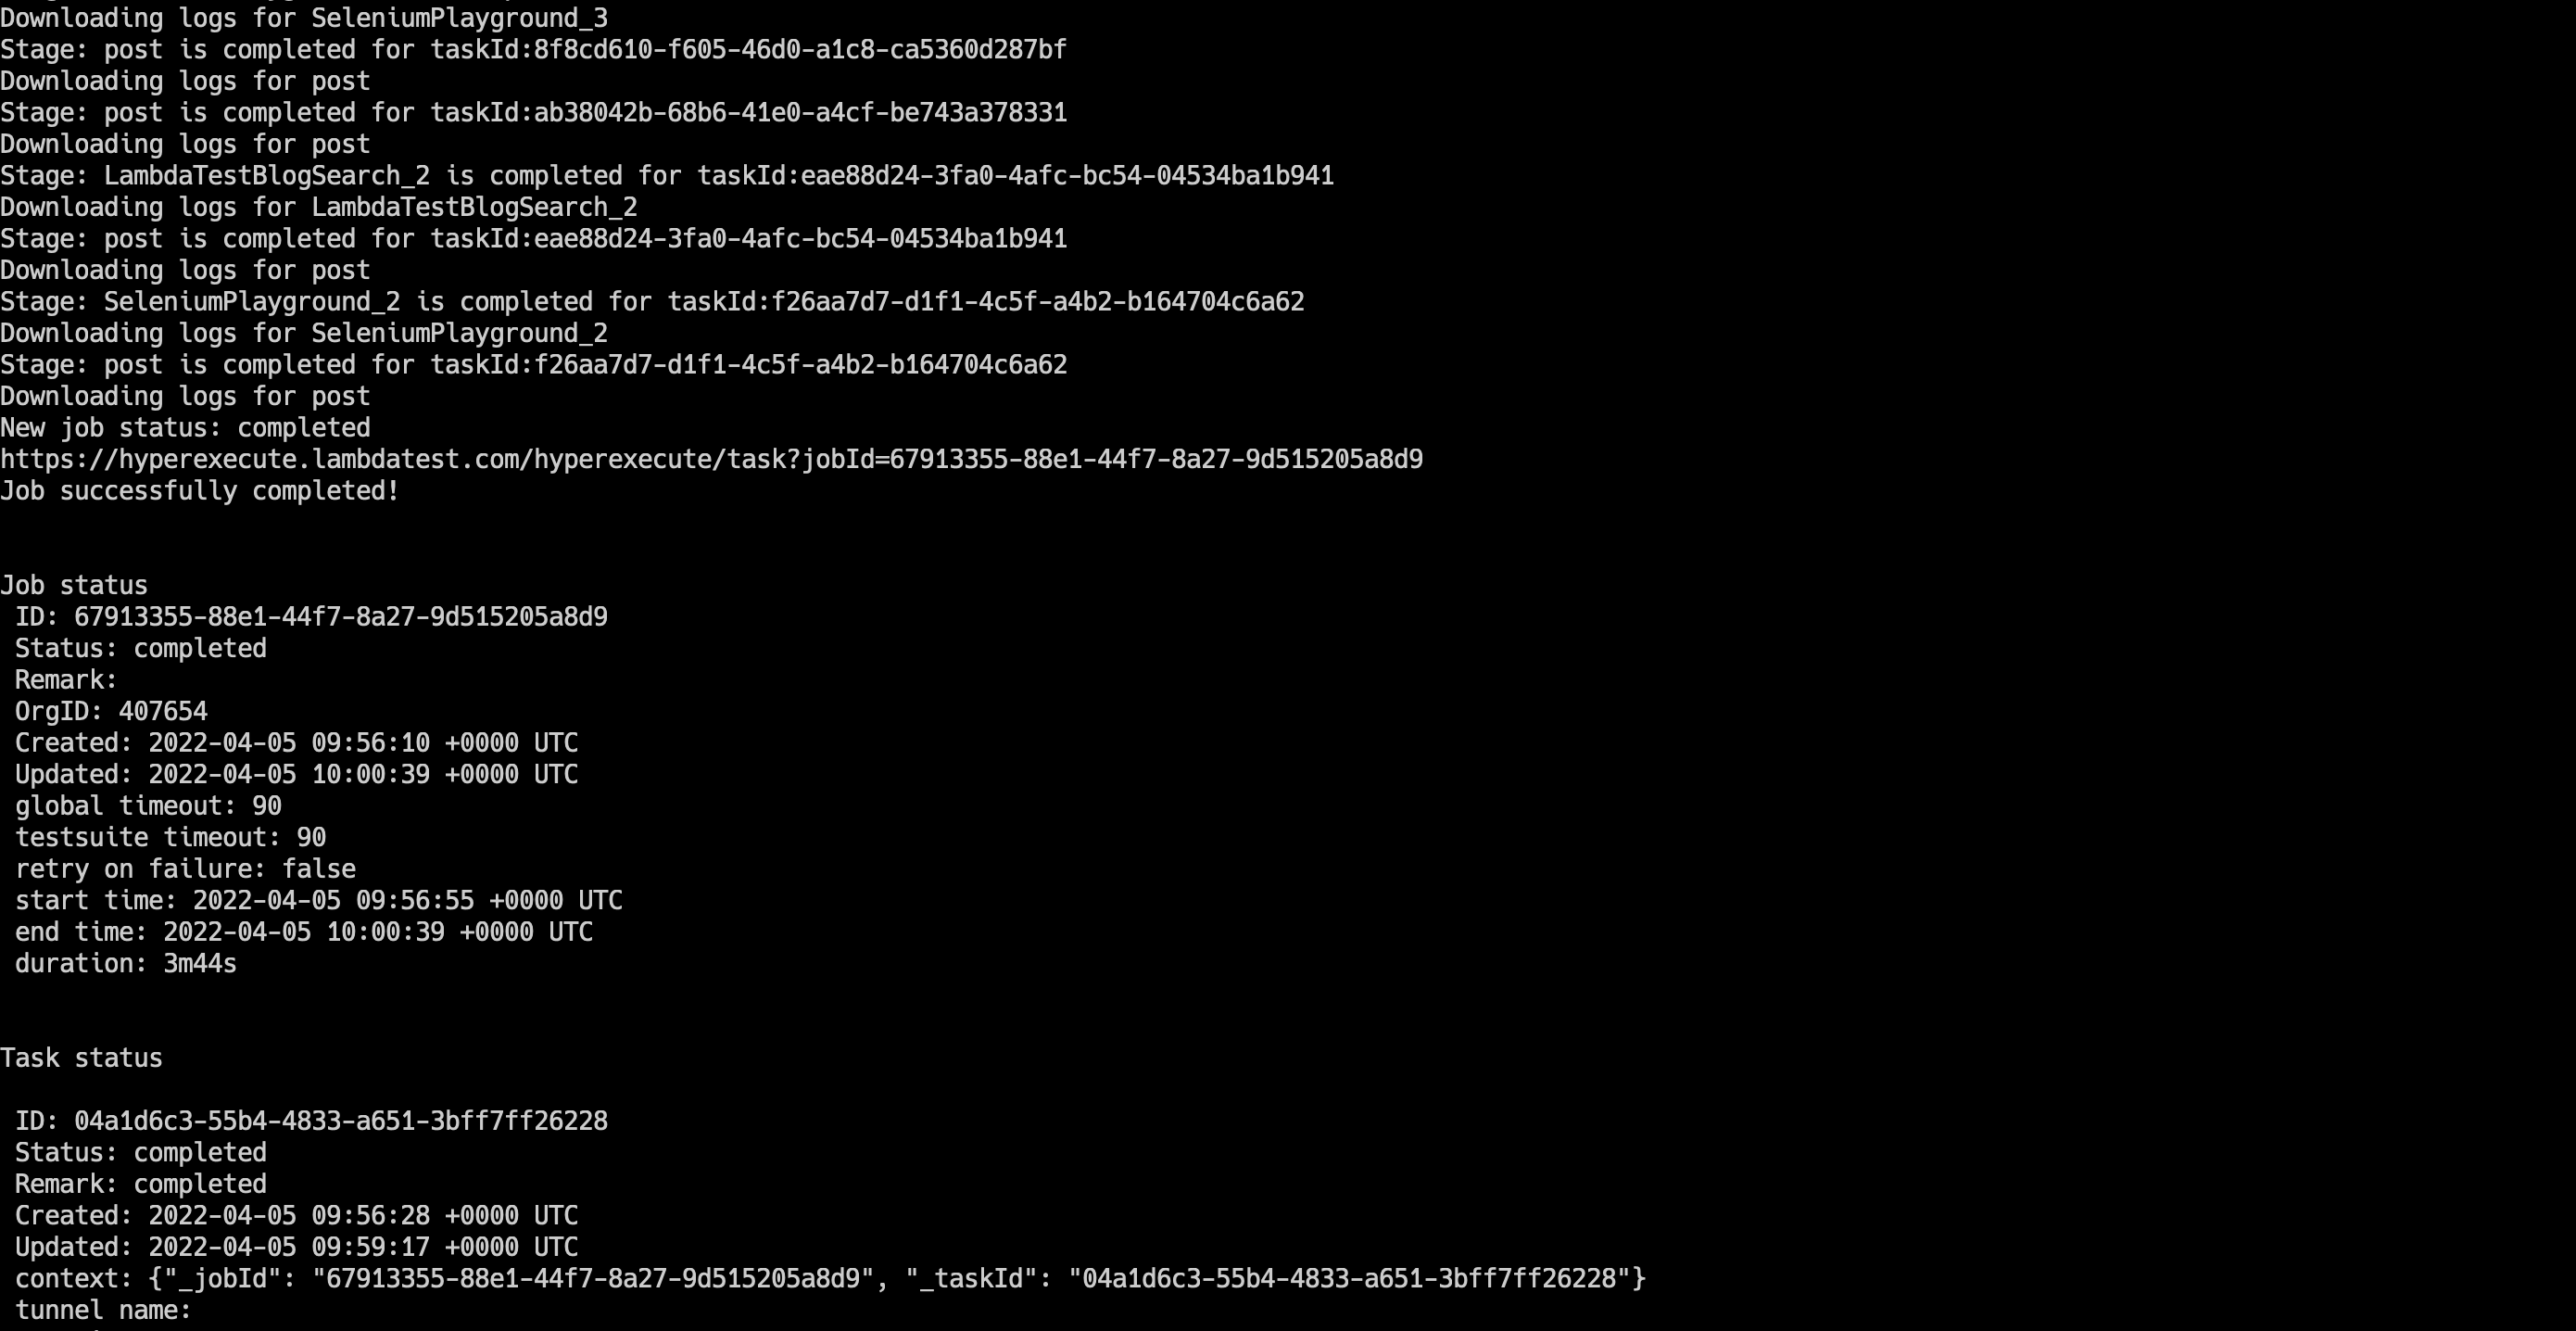 Downloading logs for SeleniumPlayground_3
Stage: post is completed for taskId:8f8cd610-f605-46d0-a1c8-ca5360d287bf
Downloading logs for post
Stage: post is completed for taskId:ab38042b-68b6-41e0-a4cf-be743a378331
Downloading logs for post
Stage: LambdaTestBlogSearch_2 is completed for taskId:eae88d24-3fa0-4afc-bc54-04534ba1b941
Downloading logs for LambdaTestBlogSearch_2
Stage: post is completed for taskId:eae88d24-3fa0-4afc-bc54-04534ba1b941
Downloading logs for post
Stage: SeleniumPlayground_2 is completed for taskId:f26aa7d7-d1f1-4c5f-a4b2-b164704c6a62
Downloading logs for SeleniumPlayground_2
Stage: post is completed for taskId:f26aa7d7-d1f1-4c5f-a4b2-b164704c6a62
Downloading logs for post
New job status: completed
https://hyperexecute.lambdatest.com/hyperexecute/task?jobId=67913355-88e1-44f7-8a27-9d515205a8d9
Job successfully completed!
Job status
ID: 67913355-88e1-44f7-8a27-9d515205a8d9
Status: completed
Remark:
OrgID: 407654
Created: 2022-04-05 09:56:10 +0000 UTC
Updated: 2022-04-05 10:00:39 +0000 UTC
global timeout: 90
testsuite timeout: 90
retry on failure: false
start time: 2022-04-05 09:56:55 +0000 UTC
end time: 2022-04-05 10:00:39 +0000 UTC
duration: 3m44s
Task status
ID: 04a1d6c3-55b4-4833-a651-3bff7ff26228
Status: completed
Remark: completed
Created: 2022-04-05 09:56:28 +0000 UTC
Updated: 2022-04-05 09:59:17 +0000 UTC
context: {"_jobId": "67913355-88e1-44f7-8a27-9d515205a8d9", "_taskId": "04a1d6c3-55b4-4833-a651-3bff7ff26228"}
tunnel name: